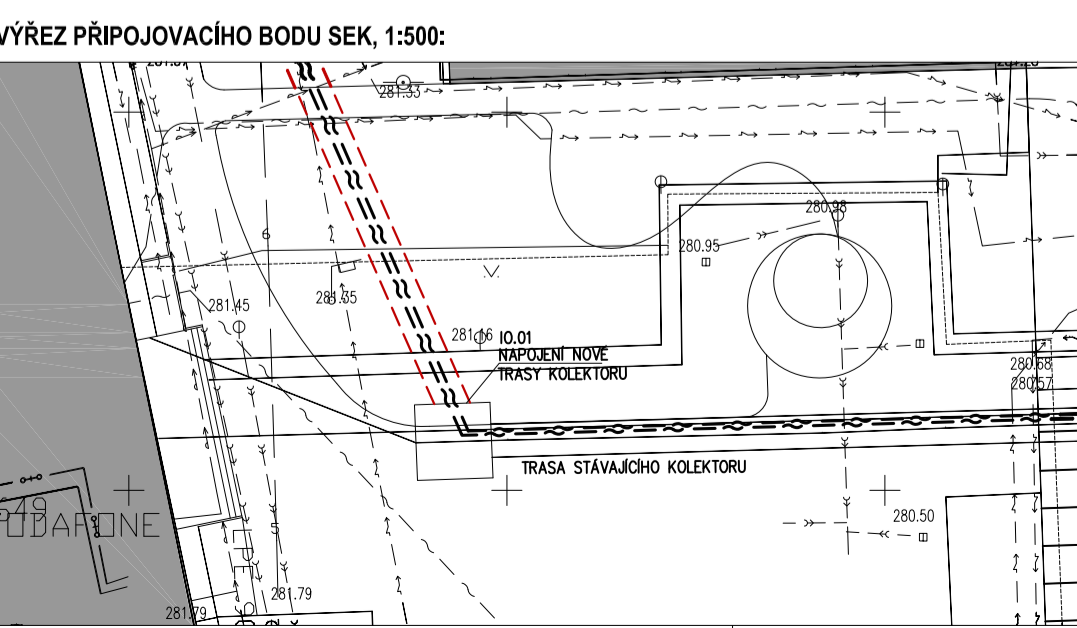 VÝŘEZ PŘIPOJOVACÍHO BODU SEK, 1:500:
281.33
280.98
6
280.95
281.35
281.45
281.16
IO.01
NAPOJENÍ NOVÉ
TRASY KOLEKTORU
280.68
280.57
TRASA STÁVAJÍCÍHO KOLEKTORU
549
VODAFONE
280.50
5
LPE
281.79
281.79